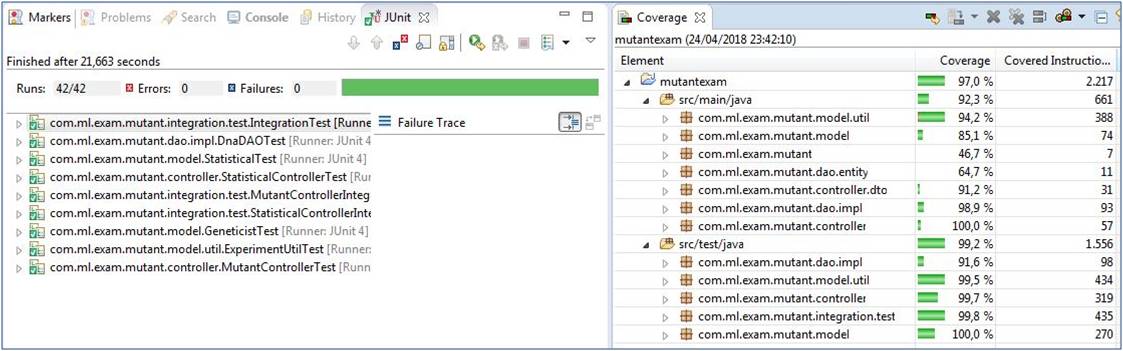 Markers Problems Search Console History JUnit
Finished after 21,663 seconds
Runs: 42/42 Errors: 0 Failures: 0
com.ml.exam.mutant.integration.test.IntegrationTest [Runne
com.ml.exam.mutant.dao.impl.DnaDAOTest [Runner: JUnit 4]
com.ml.exam.mutant.model.StatisticalTest [Runner: JUnit 4]
com.ml.exam.mutant.controller.StatisticalControllerTest [Runn
com.ml.exam.mutant.integration.test.MutantControllerInteg
com.ml.exam.mutant.integration.test.StatisticalControllerInte
com.ml.exam.mutant.model.GeneticistTest [Runner: JUnit 4]
com.ml.exam.mutant.model.util.ExperimentUtilTest [Runner:
com.ml.exam.mutant.controller.MutantControllerTest [Runn
Failure Trace
Coverage
mutantexam (24/04/2018 23:42:10)
Element Coverage Covered Instructio...
mutantexam 97,0 % 2.217
src/main/java 92,3 % 661
com.ml.exam.mutant.model.util 94,2 % 388
com.ml.exam.mutant.model 85,1 % 74
com.ml.exam.mutant 46,7 % 7
com.ml.exam.mutant.dao.entity 64,7 % 11
com.ml.exam.mutant.controller.dto 91,2 % 31
com.ml.exam.mutant.dao.impl 98,9 % 93
com.ml.exam.mutant.controller 100,0 % 57
src/test/java 99,2 % 1.556
com.ml.exam.mutant.dao.impl 91,6 % 98
com.ml.exam.mutant.model.util 99,5 % 434
com.ml.exam.mutant.controller 99,7 % 319
com.ml.exam.mutant.integration.test 99,8 % 435
com.ml.exam.mutant.model 100,0 % 270